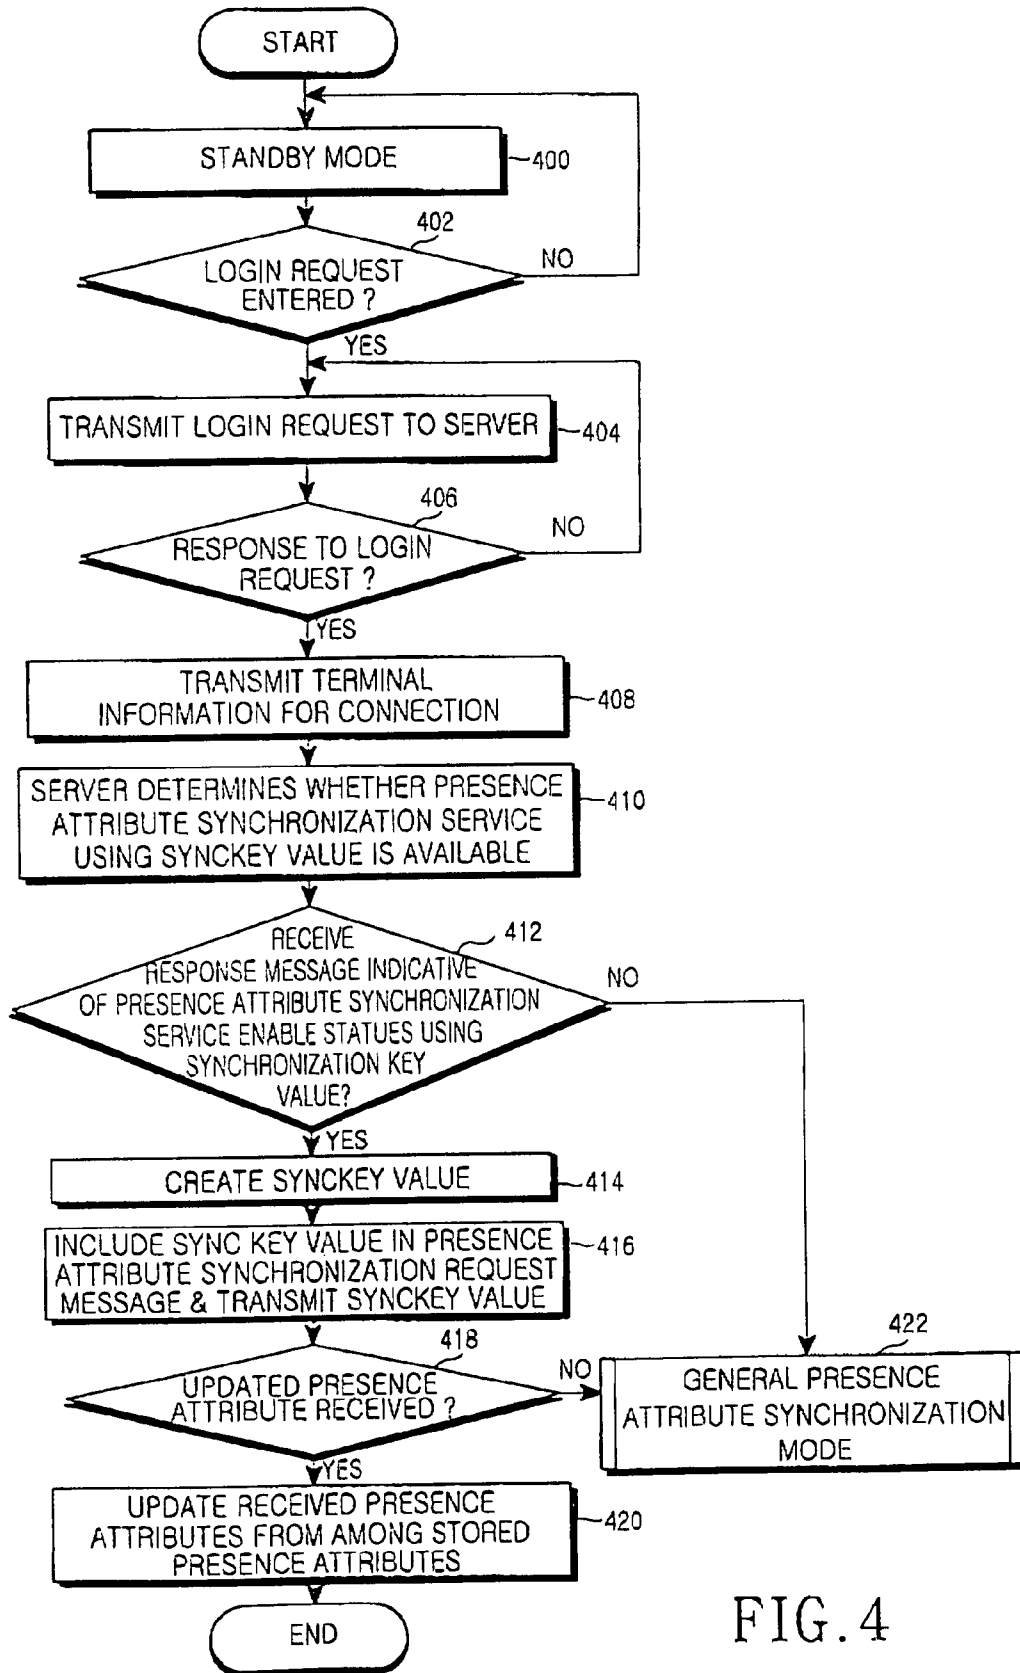 START
STANDBY MODE
400
402
LOGIN REQUEST
ENTERED ?
NO
YES
TRANSMIT LOGIN REQUEST TO SERVER
404
406
RESPONSE TO LOGIN
REQUEST ?
NO
YES
TRANSMIT TERMINAL
INFORMATION FOR CONNECTION
408
SERVER DETERMINES WHETHER PRESENCE
ATTRIBUTE SYNCHRONIZATION SERVICE
USING SYNCKEY VALUE IS AVAILABLE
410
412
RECEIVE
RESPONSE MESSAGE INDICATIVE
OF PRESENCE ATTRIBUTE SYNCHRONIZATION
SERVICE ENABLE STATUES USING
SYNCHRONIZATION KEY
VALUE?
NO
YES
CREATE SYNCKEY VALUE
414
INCLUDE SYNC KEY VALUE IN PRESENCE
ATTRIBUTE SYNCHRONIZATION REQUEST
MESSAGE & TRANSMIT SYNCKEY VALUE
416
418
UPDATED PRESENCE
ATTRIBUTE RECEIVED ?
NO
422
GENERAL PRESENCE
ATTRIBUTE SYNCHRONIZATION
MODE
YES
UPDATE RECEIVED PRESENCE
ATTRIBUTES FROM AMONG STORED
PRESENCE ATTRIBUTES
420
END
FIG.4